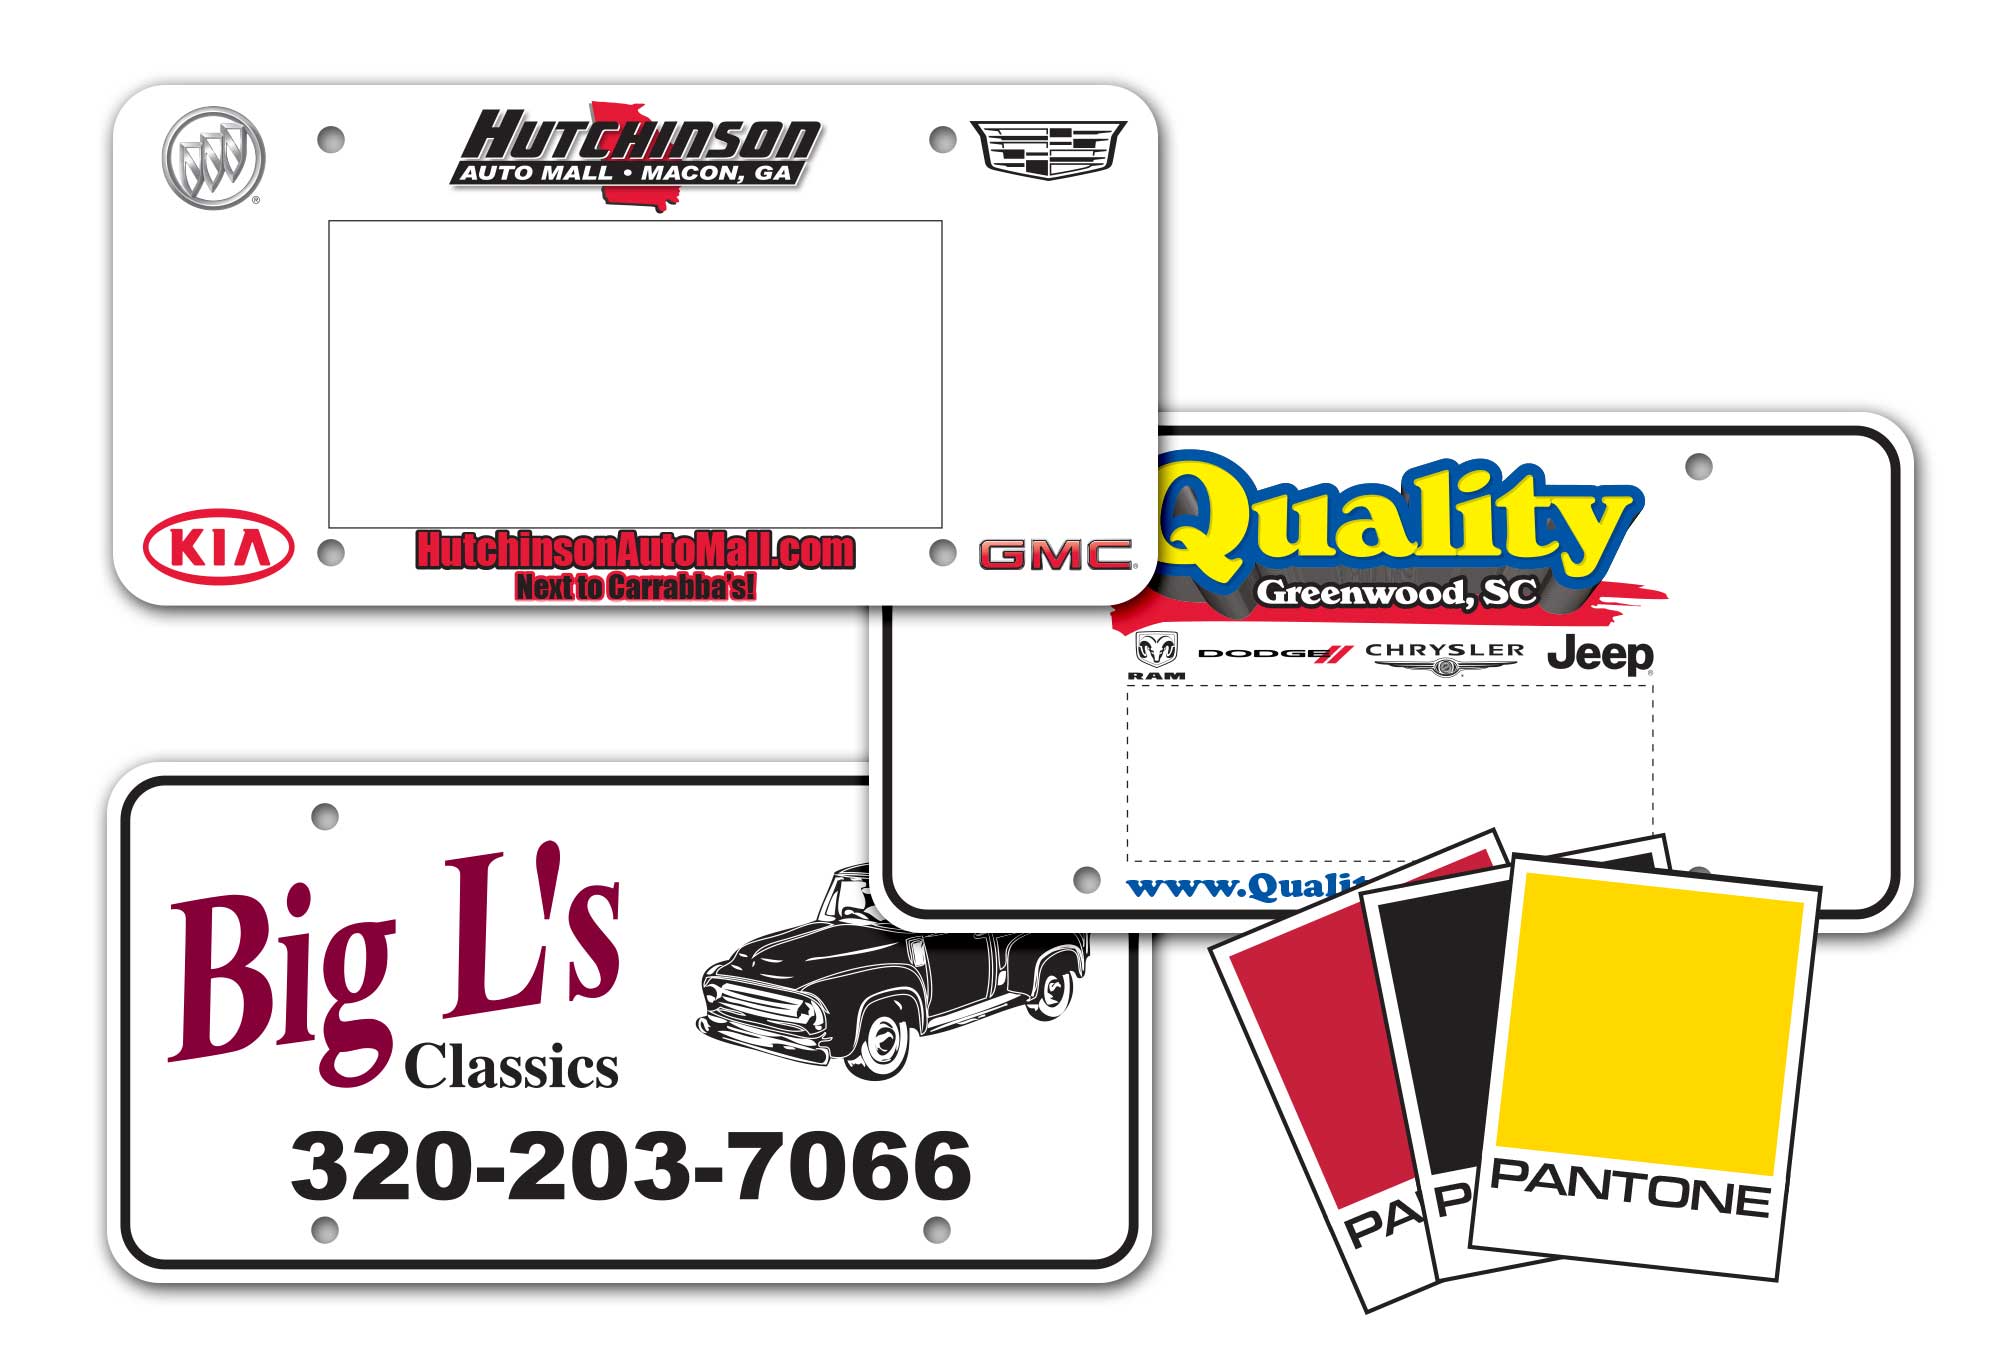 HUTCHINSON
AUTO MALL • MACON, GA
KIA
HutchinsonAutoMall.com
Next to Carrabba's!
GMC
Quality
Greenwood, SC
RAM
DODGE
CHRYSLER
Jeep
www.Qualit
Big L's
Classics
320-203-7066
PA
P
PANTONE